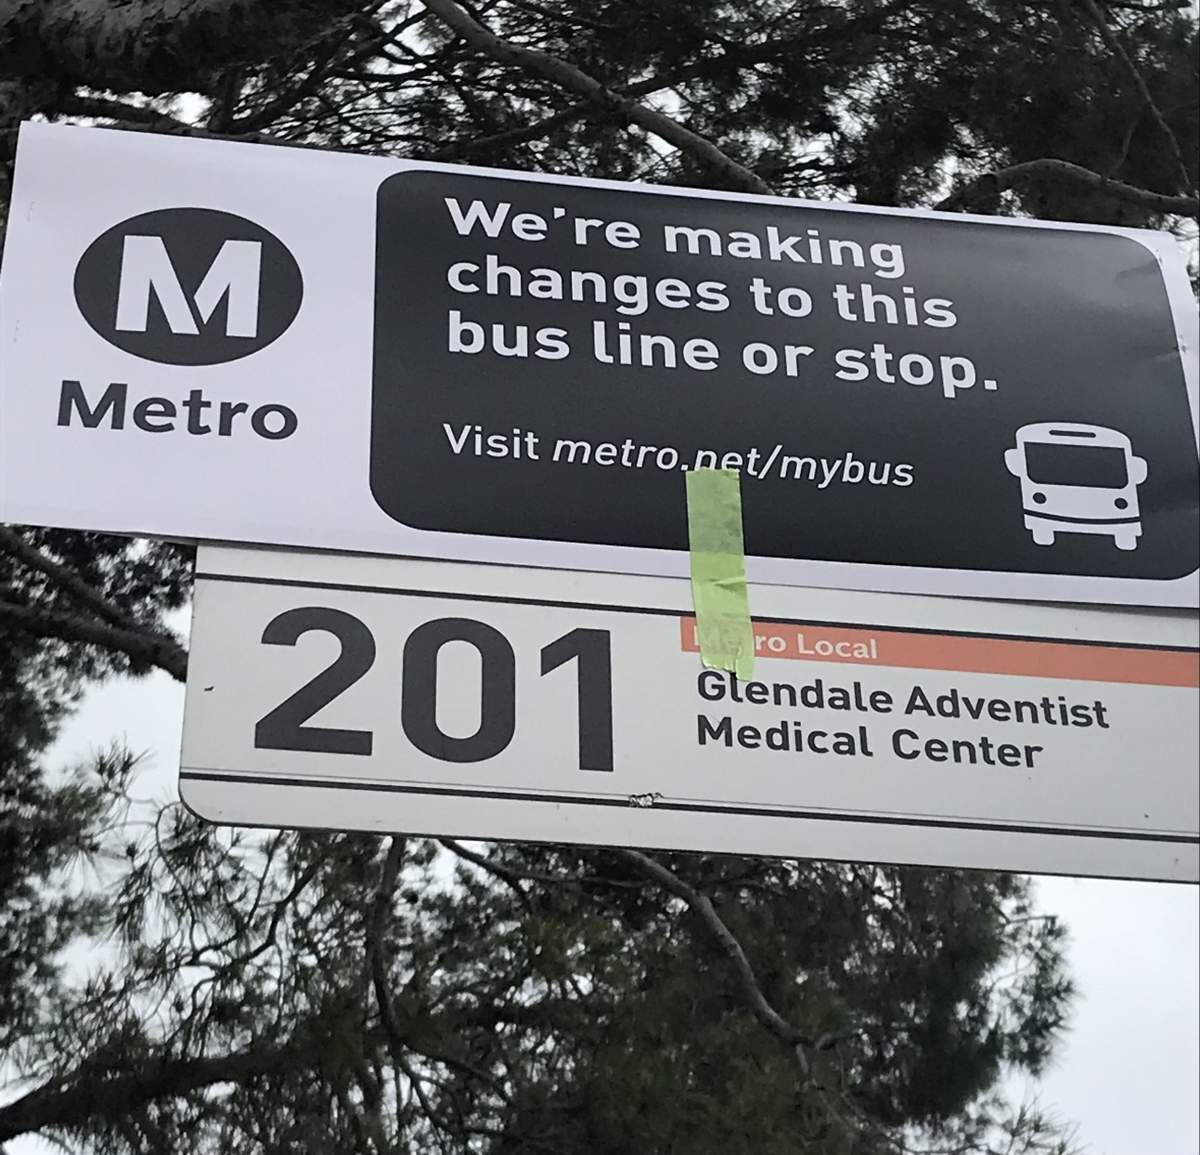 M
Metro
We're making
changes to this
bus line or stop.
Visit metro.net/mybus
201
Metro Local
Glendale Adventist
Medical Center